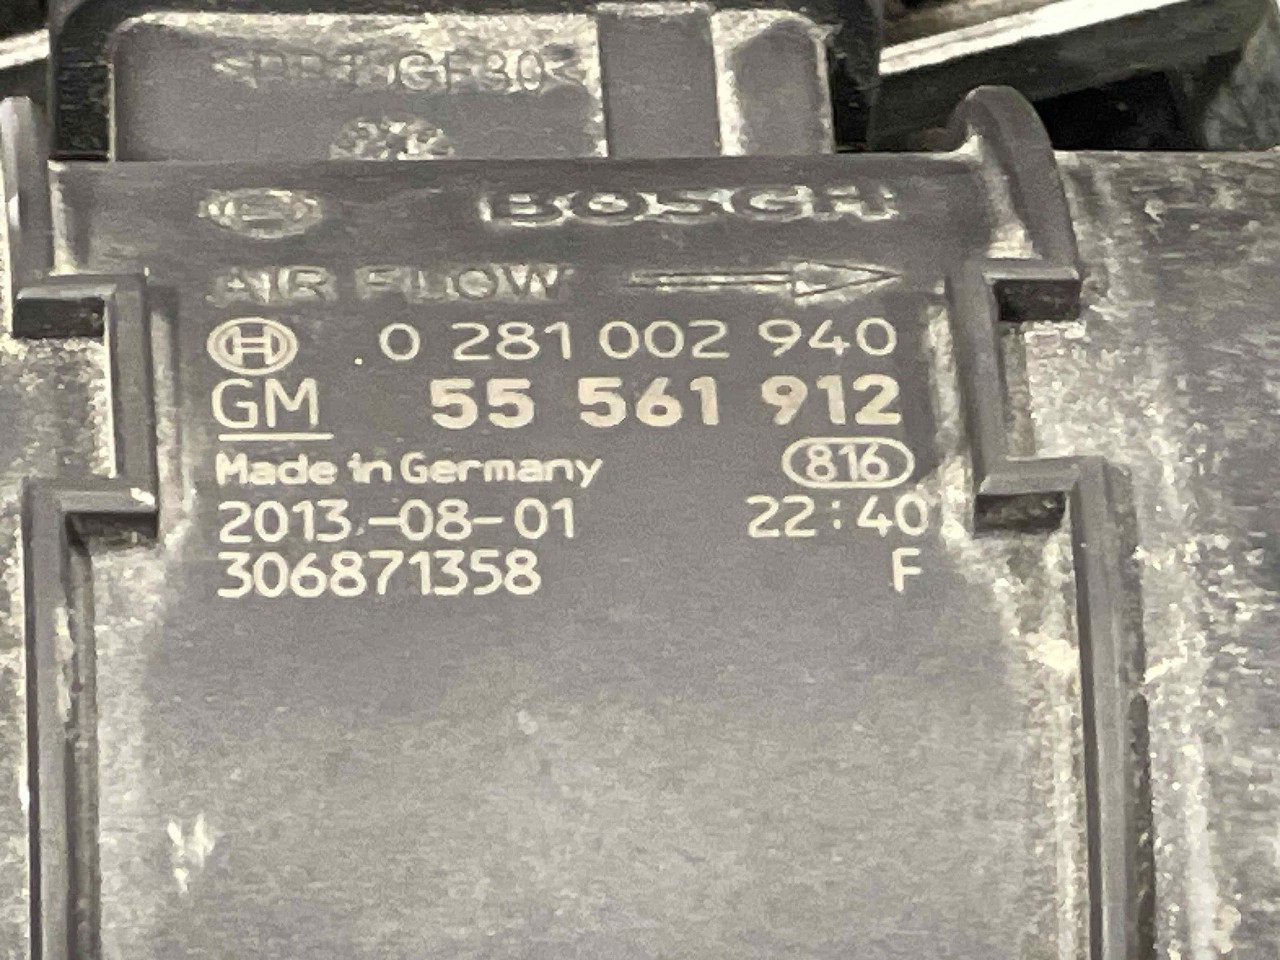 BOSCH
AIR FLOW
0 281 002 940
GM 55 561 912
Made in Germany 816
2013-08-01 22:40
306871358 F